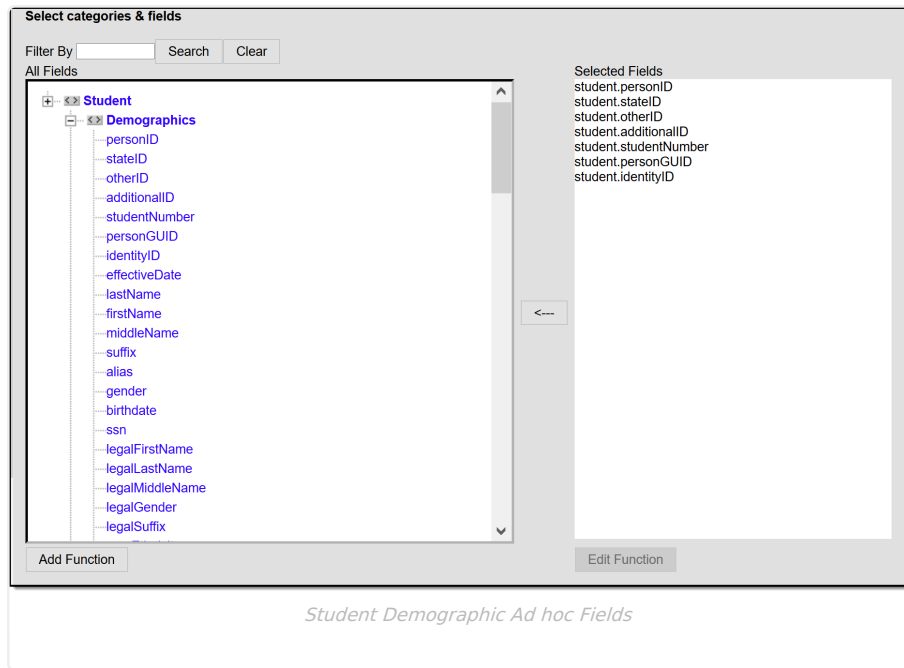 Select categories & fields
Filter By
Search
Clear
All Fields
Student
Demographics
personID
stateID
otherID
additionalID
studentNumber
personGUID
identityID
effectiveDate
lastName
firstName
middleName
suffix
alias
gender
birthdate
ssn
legalFirstName
legalLastName
legalMiddleName
legalGender
legalSuffix
Add Function
<---
Selected Fields
student.personID
student.stateID
student.otherID
student.additionalID
student.studentNumber
student.personGUID
student.identityID
Edit Function
Student Demographic Ad hoc Fields